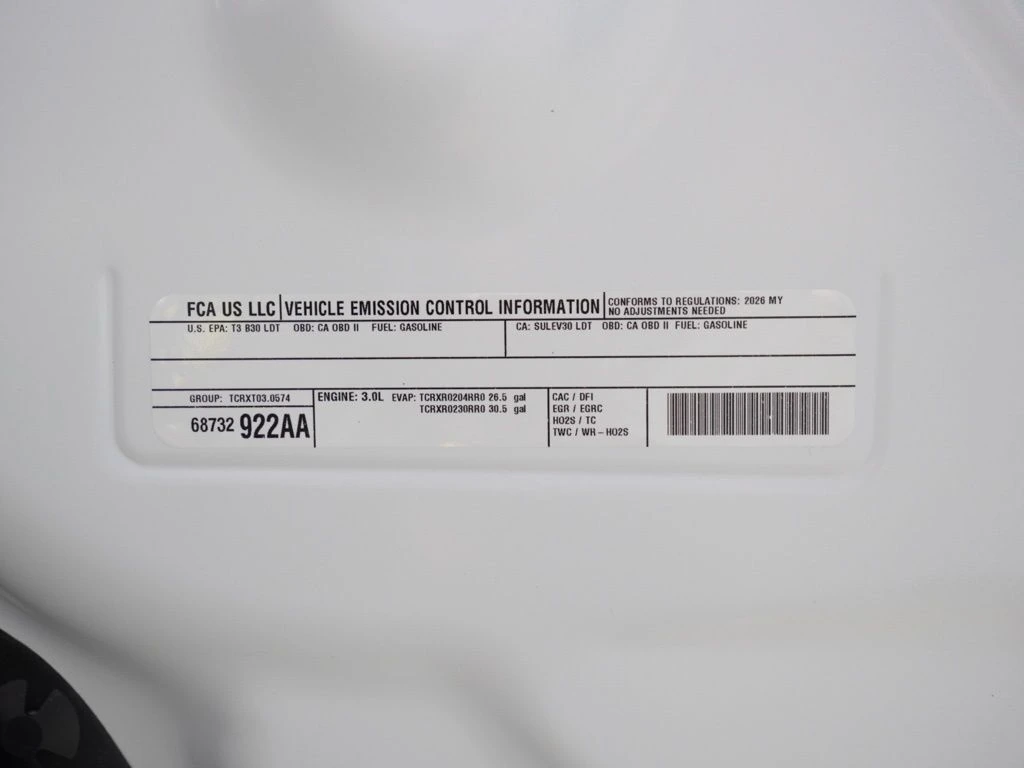 FCA US LLC VEHICLE EMISSION CONTROL INFORMATION CONFORMS TO REGULATIONS: 2026 MY
NO ADJUSTMENTS NEEDED
U.S. EPA: T3 B30 LDT OBD: CA OBD II FUEL: GASOLINE CA: SULEV30 LDT OBD: CA OBD II FUEL: GASOLINE
GROUP: TCRXT03.0574
68732 922AA
ENGINE: 3.0L EVAP: TCRXR0204RR0 26.5 gal
TCRXR0230RR0 30.5 gal
CAC / DFI
EGR / EGRC
HO2S / TC
TWC / WR-HO2S